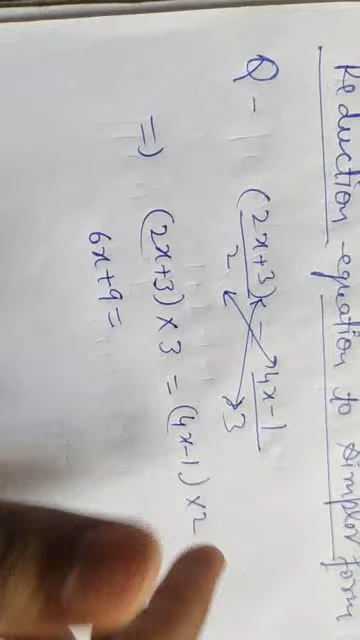 Reduction equation to simpler form
Q - (2x+3)/2 = 4x-1/3
=) (2x+3) x 3 = (4x-1) x 2
6x+9=